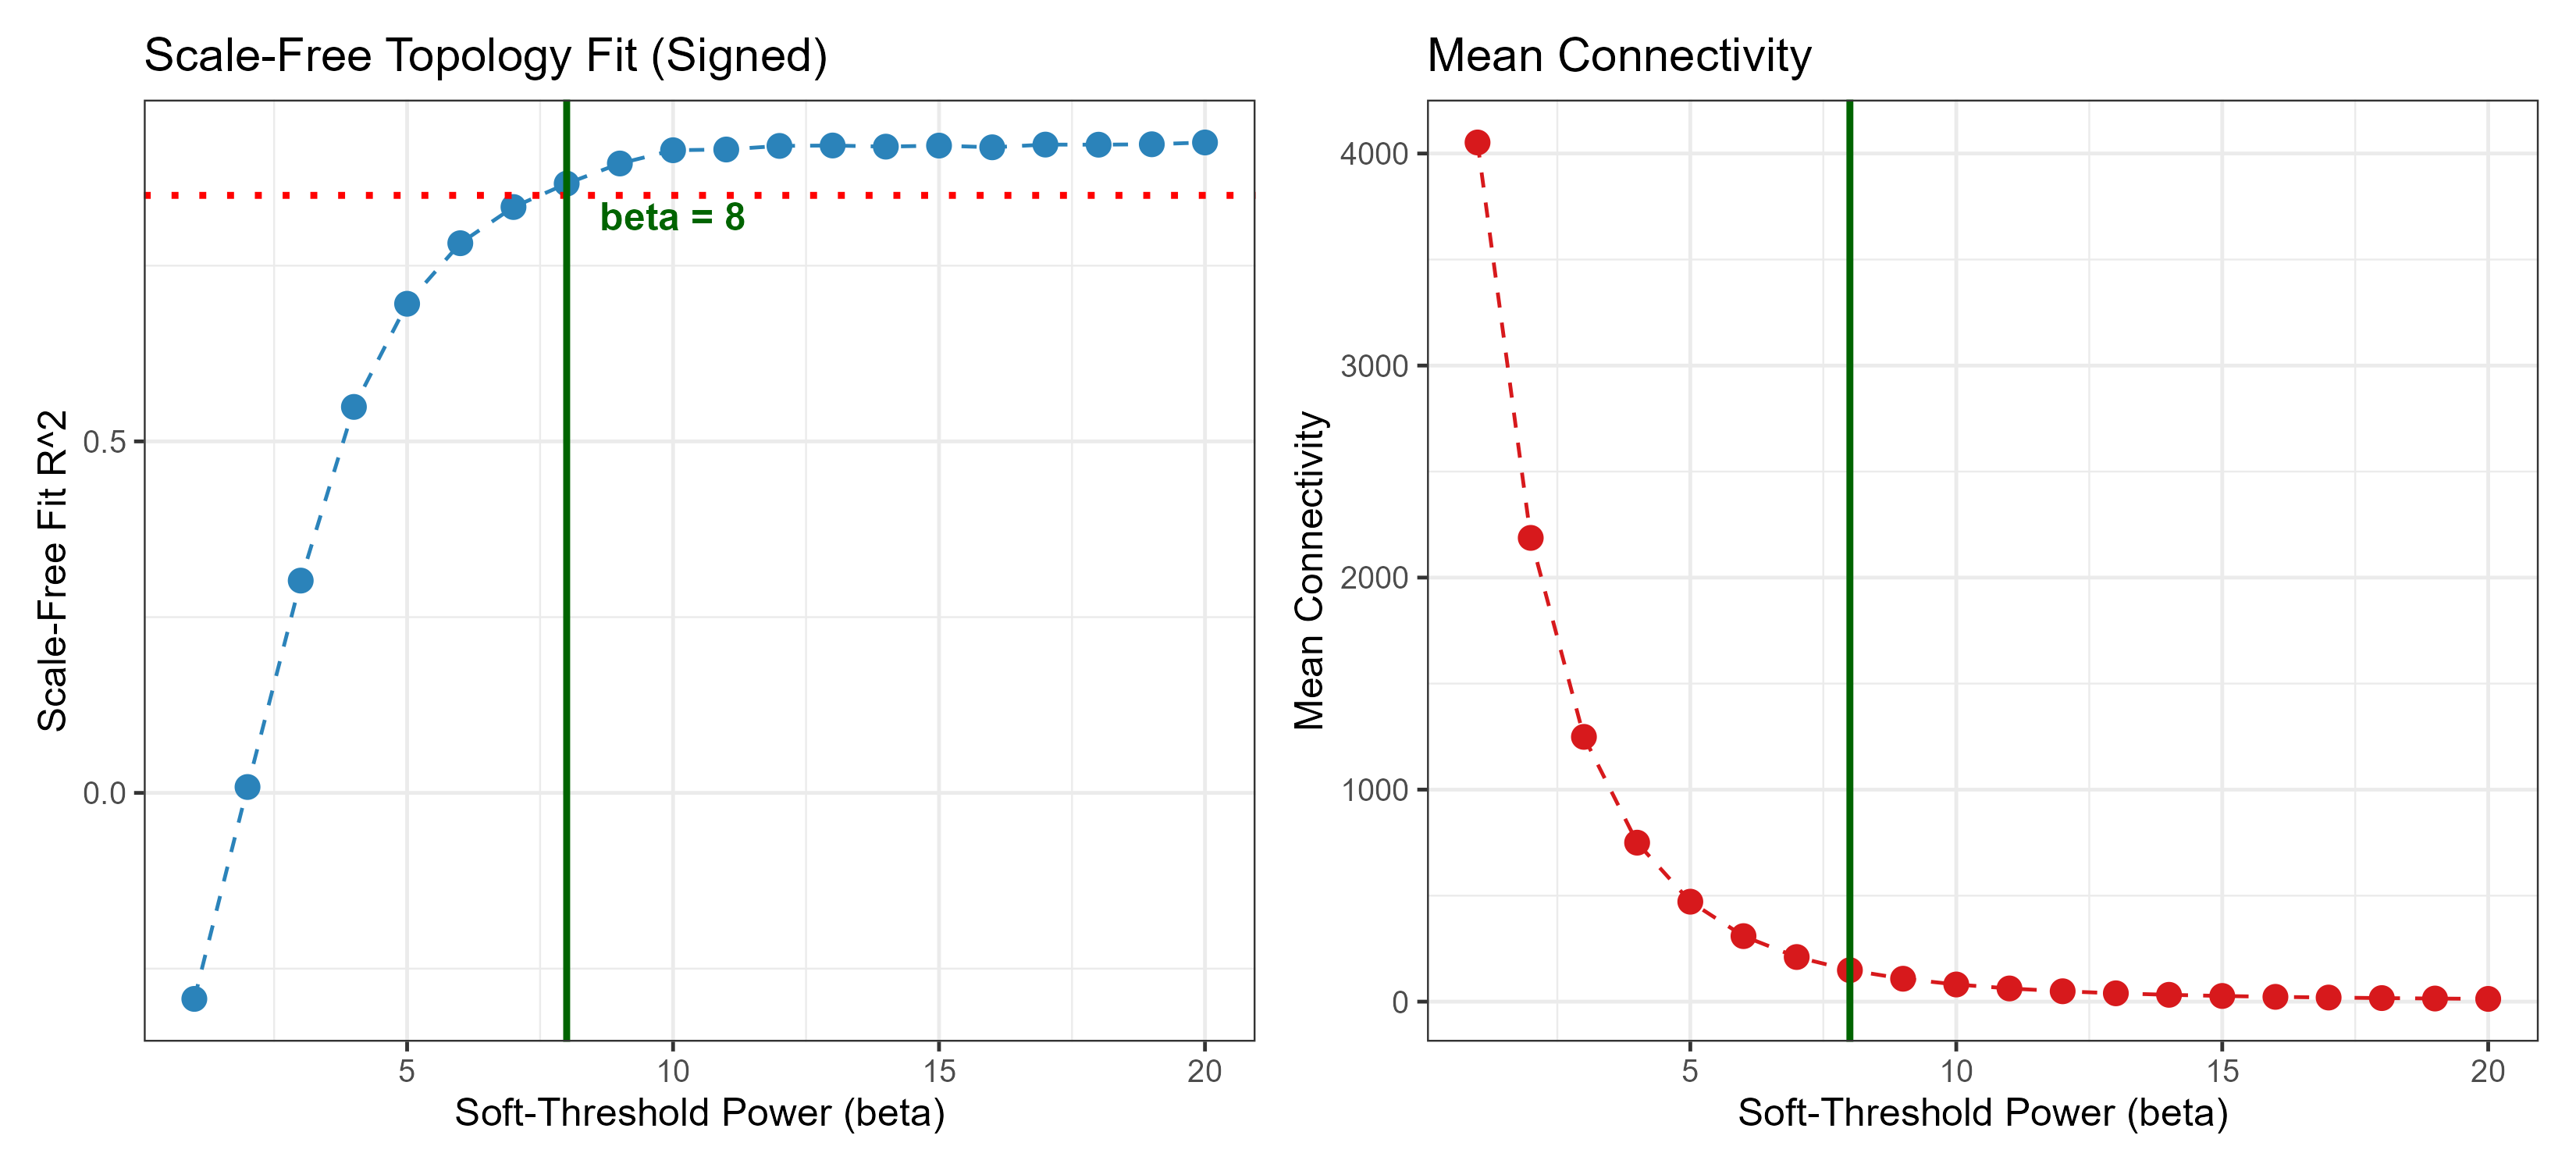 Scale-Free Topology Fit (Signed)
Scale-Free Fit R^2
0.5
0.0
beta = 8
5
10
15
20
Soft-Threshold Power (beta)
Mean Connectivity
Mean Connectivity
4000
3000
2000
1000
0
5
10
15
20
Soft-Threshold Power (beta)